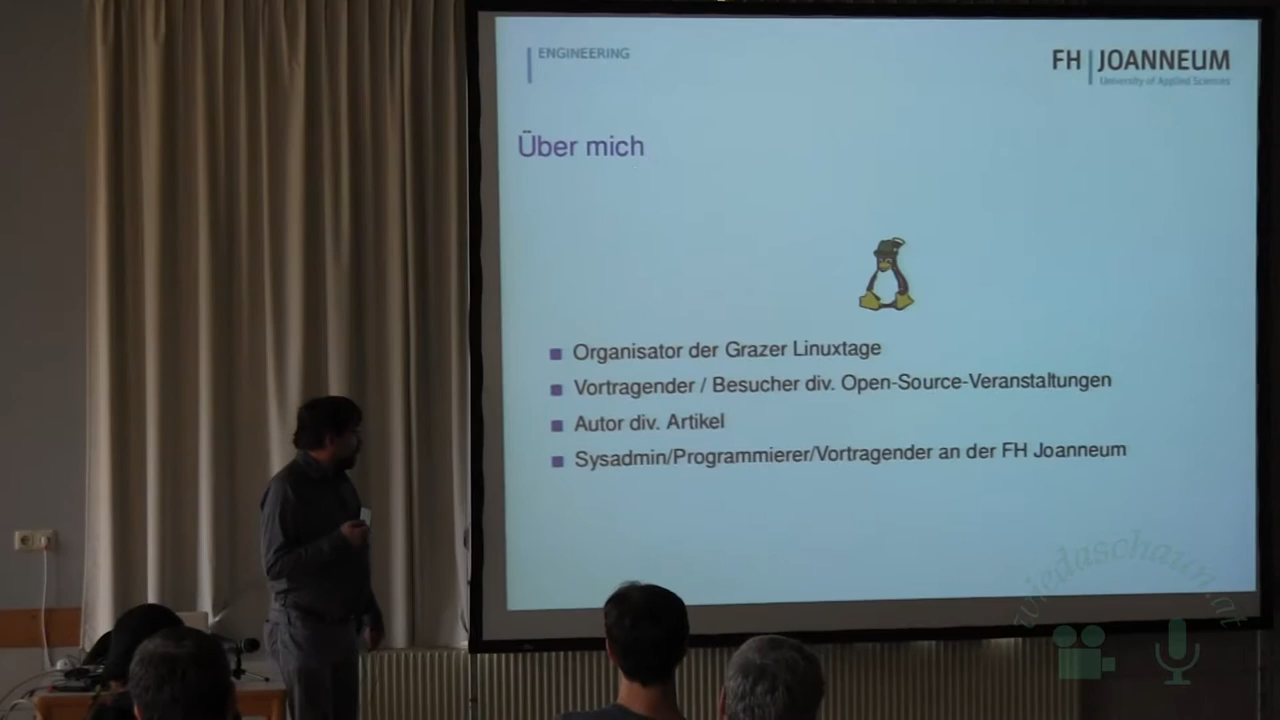 ENGINEERING
FH JOANNEUM
University of Applied Sciences
Über mich
Organisator der Grazer Linuxtage
Vortragender / Besucher div. Open-Source-Veranstaltungen
Autor div. Artikel
Sysadmin/Programmierer/Vortragender an der FH Joanneum
wiedaschaun.at